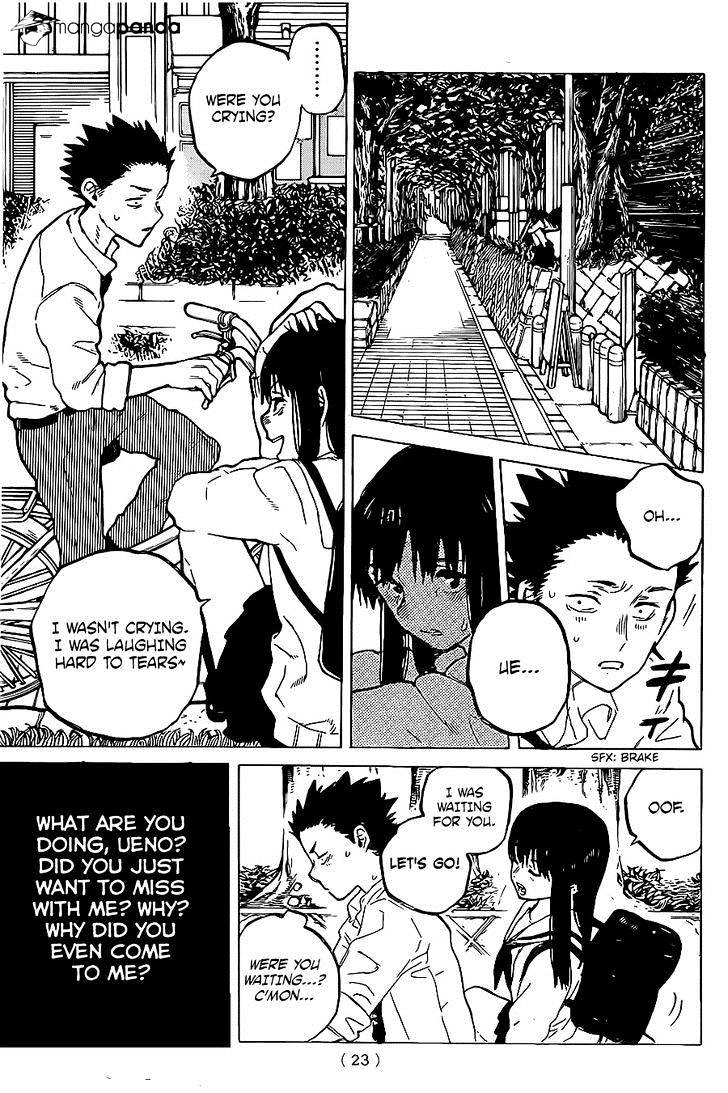 mangapanda
OH...
UE...
キィ
SFX: BRAKE
........
WERE YOU
CRYING?
I WASN'T CRYING.
I WAS LAUGHING
HARD TO TEARS~
OOF.
I WAS
WAITING
FOR YOU.
LET'S GO!
WERE YOU
WAITING...?
C'MON...
WHAT ARE YOU
DOING, UENO?
DID YOU JUST
WANT TO MISS
WITH ME? WHY?
WHY DID YOU
EVEN COME
TO ME?
( 23 )